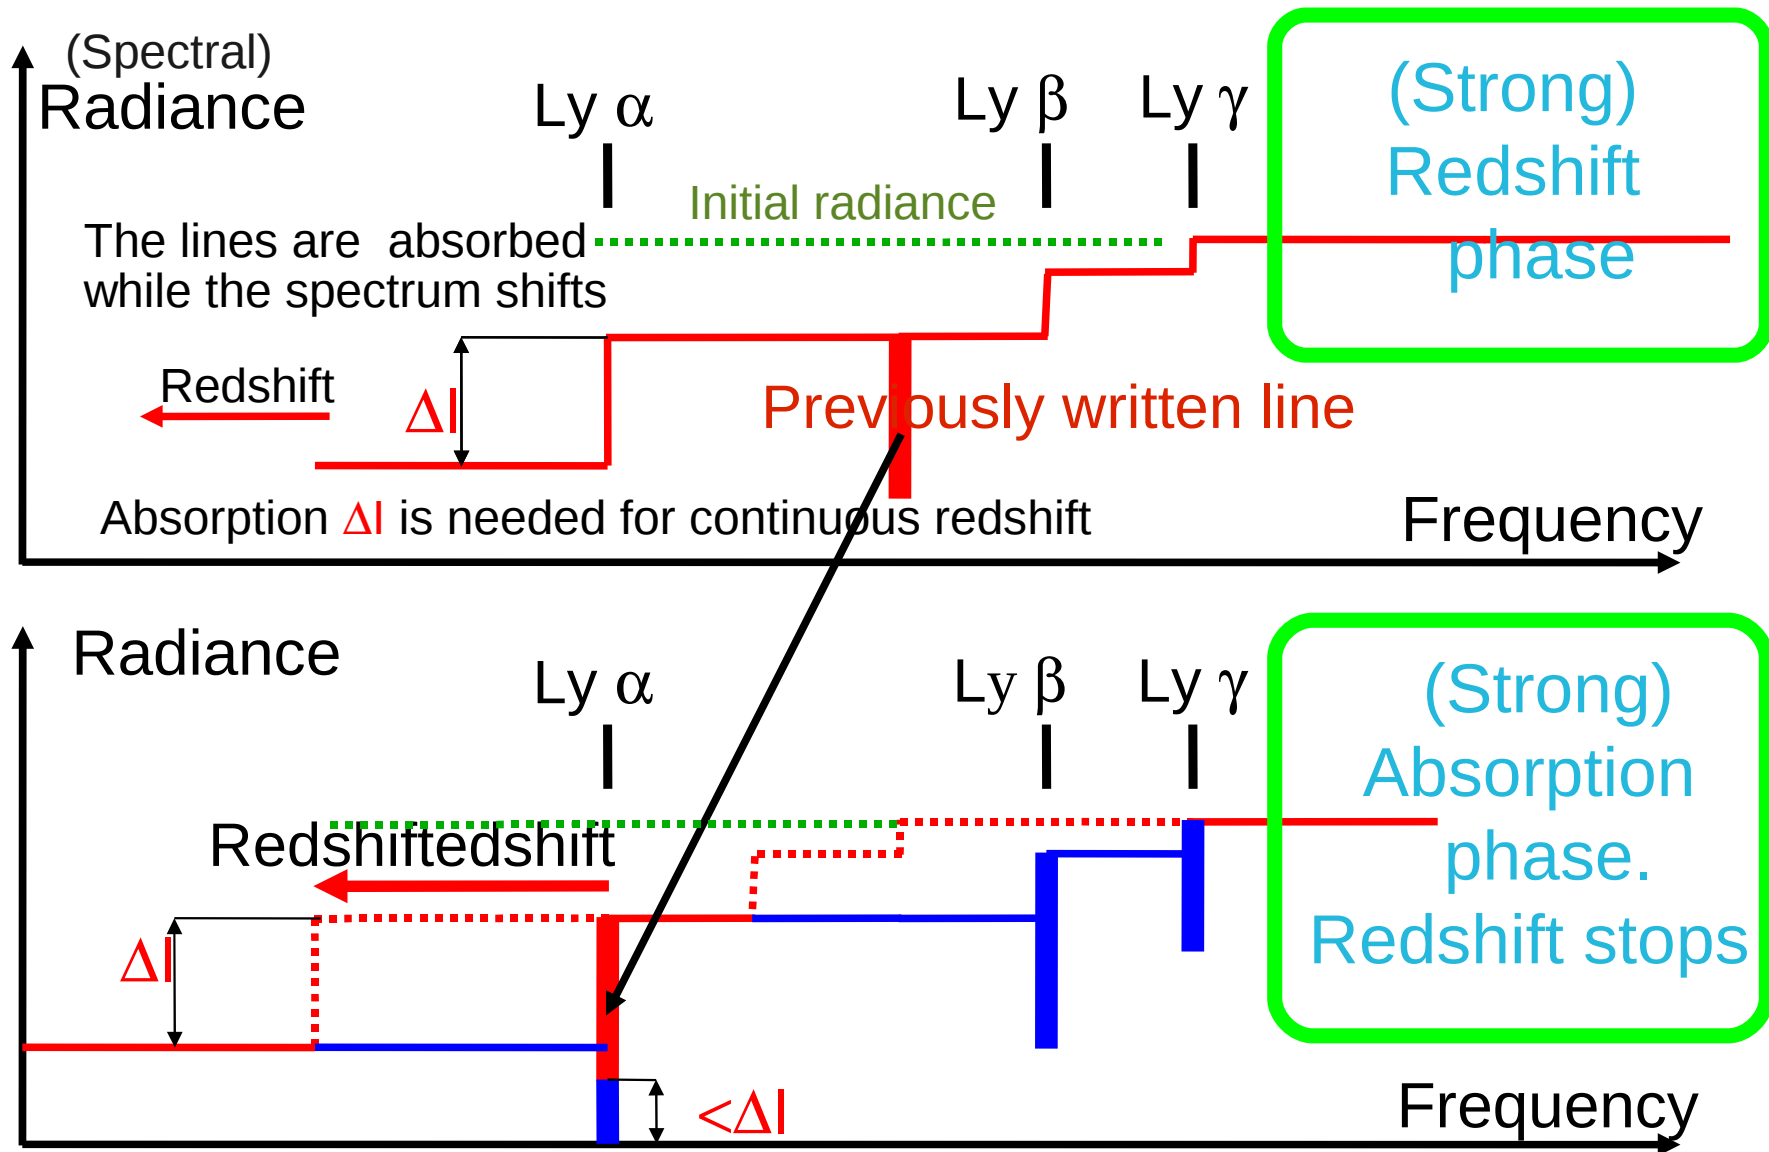 (Spectral)
Radiance
Ly α
Ly β
Ly γ
(Strong)
Redshift
phase
Initial radiance
The lines are absorbed
while the spectrum shifts
Redshift
ΔI
Previously written line
Absorption ΔI is needed for continuous redshift
Frequency
Radiance
Ly α
Ly β
Ly γ
(Strong)
Absorption
phase.
Redshift stops
Redshiftedshift
ΔI
<ΔI
Frequency